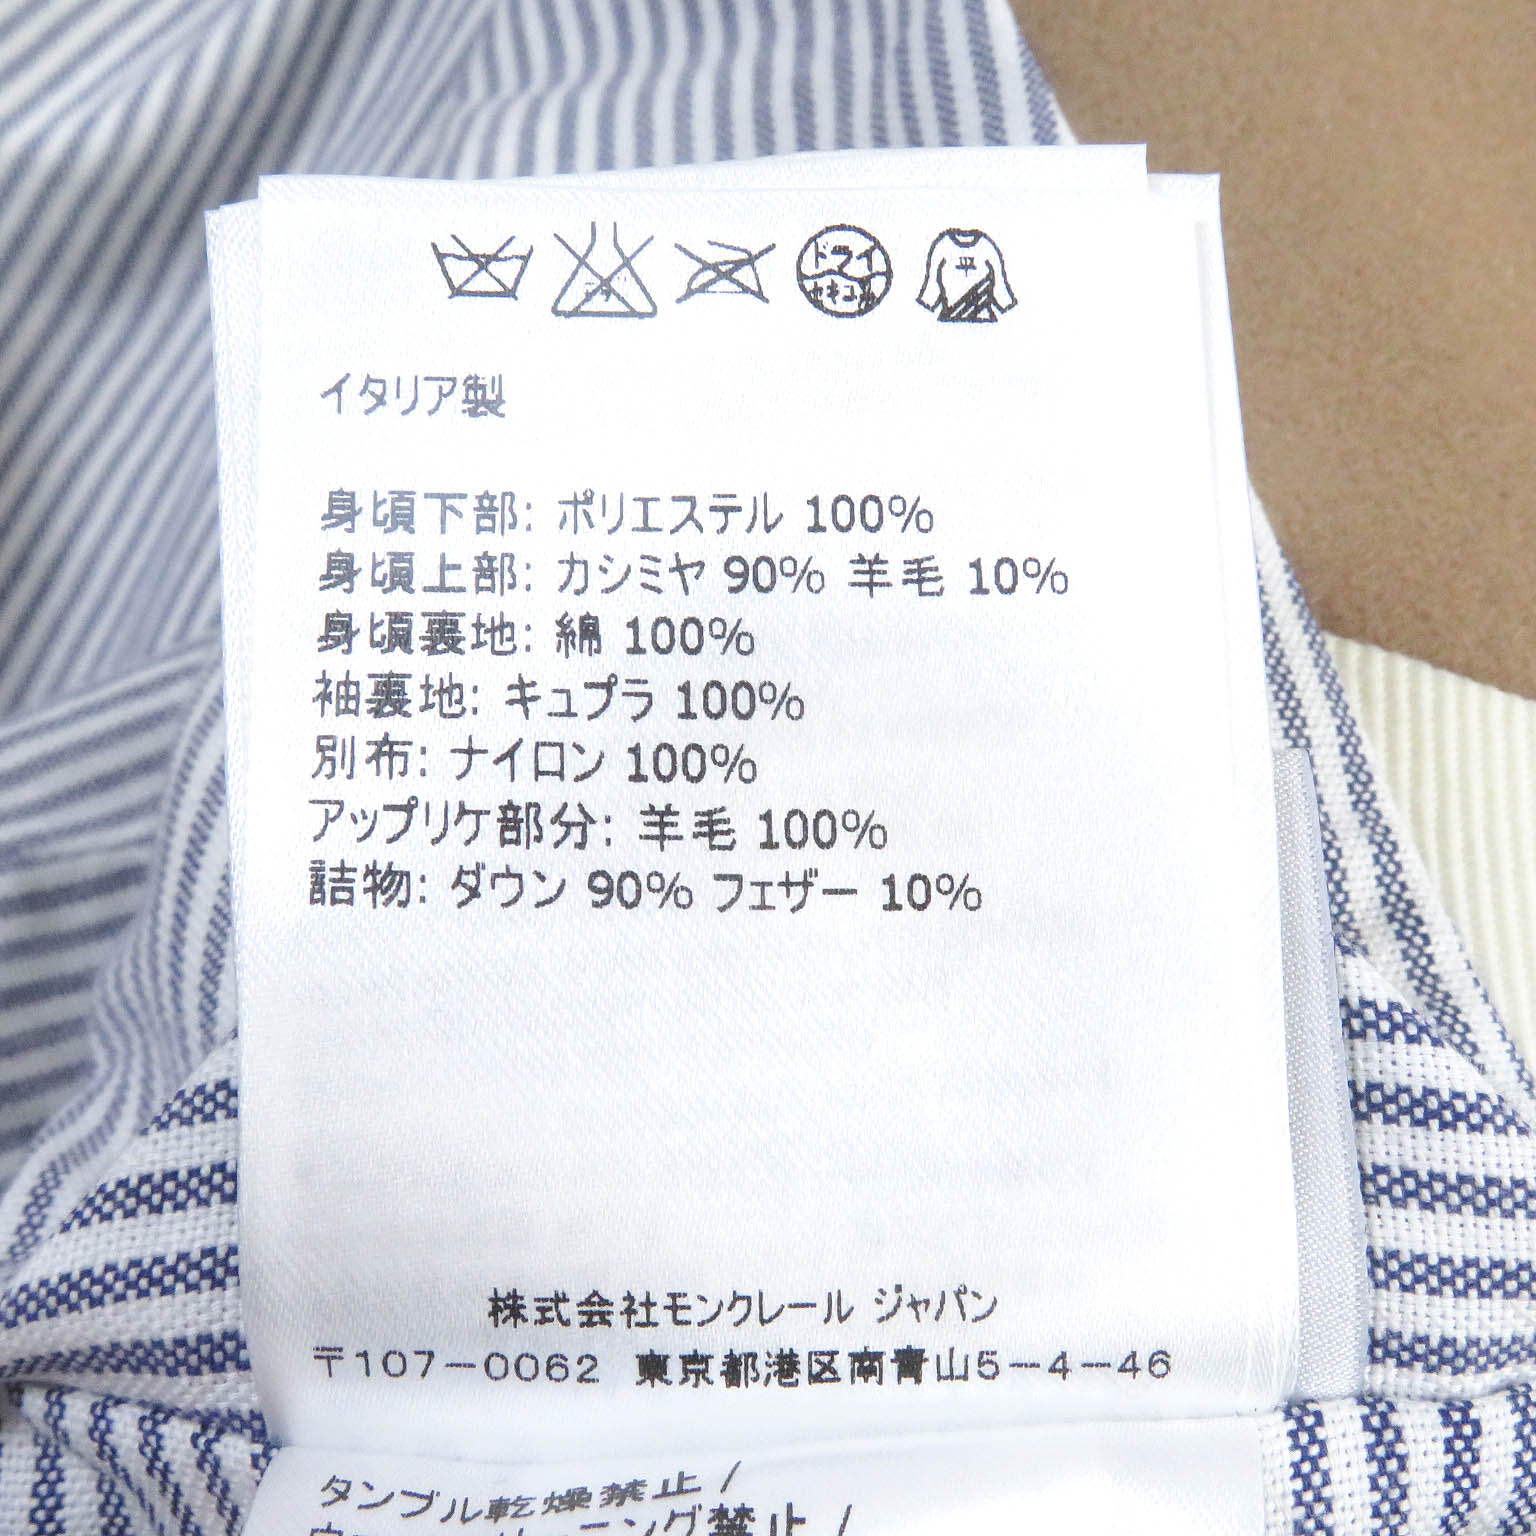 ドライ
セキユ系
平
イタリア製
身頃下部: ポリエステル 100%
身頃上部: カシミヤ 90% 羊毛 10%
身頃裏地: 綿 100%
袖裏地: キュプラ 100%
別布: ナイロン 100%
アップリケ部分: 羊毛 100%
詰物: ダウン 90% フェザー 10%
株式会社モンクレール ジャパン
〒107-0062 東京都港区南青山5-4-46
タンブル乾燥禁止 /
禁止 /